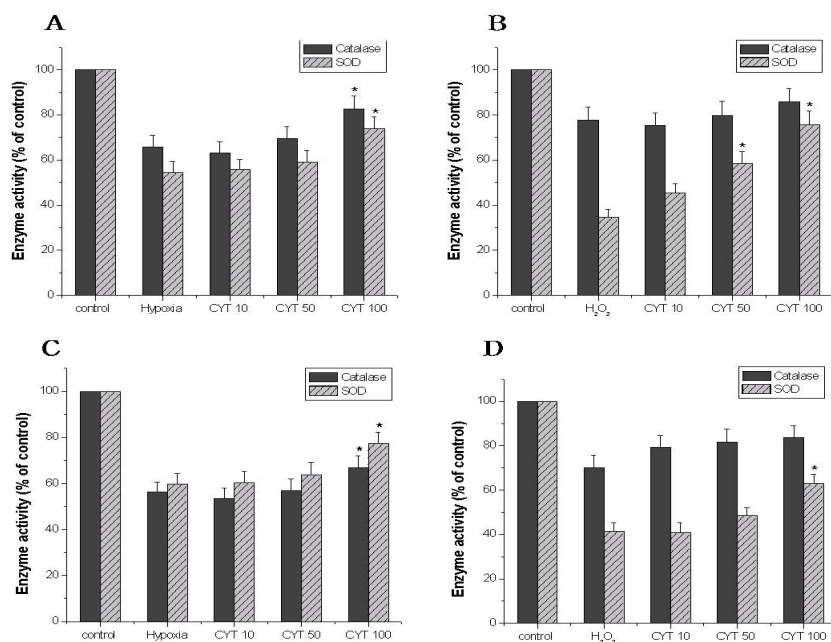 A
Catalase
SOD
Enzyme activity (% of control)
100
80
60
40
20
0
*
*
control
Hypoxia
CYT 10
CYT 50
CYT 100
B
Catalase
SOD
Enzyme activity (% of control)
100
80
60
40
20
0
*
*
control
H₂O₂
CYT 10
CYT 50
CYT 100
C
Catalase
SOD
Enzyme activity (% of control)
100
80
60
40
20
0
*
*
control
Hypoxia
CYT 10
CYT 50
CYT 100
D
Catalase
SOD
Enzyme activity (% of control)
100
80
60
40
20
0
*
control
H₂O₂
CYT 10
CYT 50
CYT 100